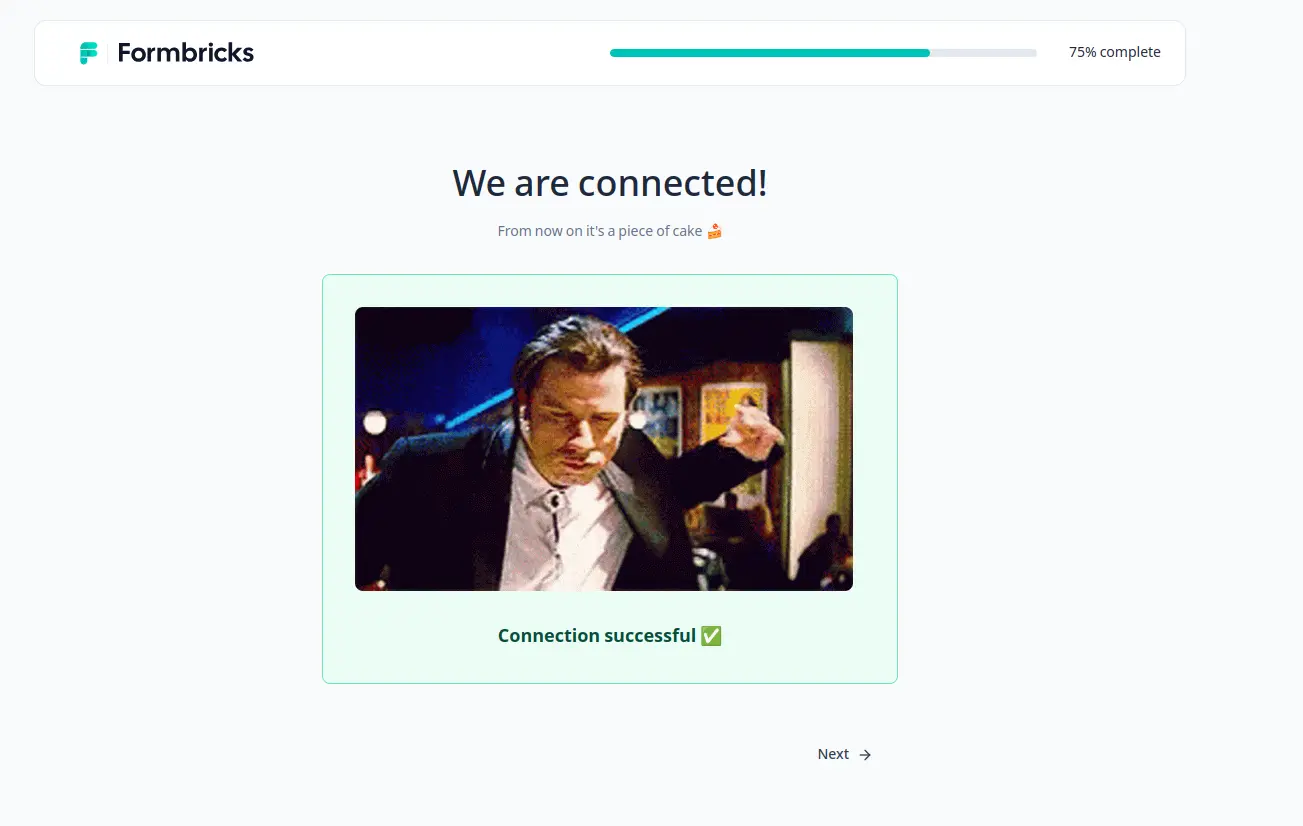 Formbricks
75% complete
We are connected!
From now on it's a piece of cake 🍰
Connection successful ✅
Next →